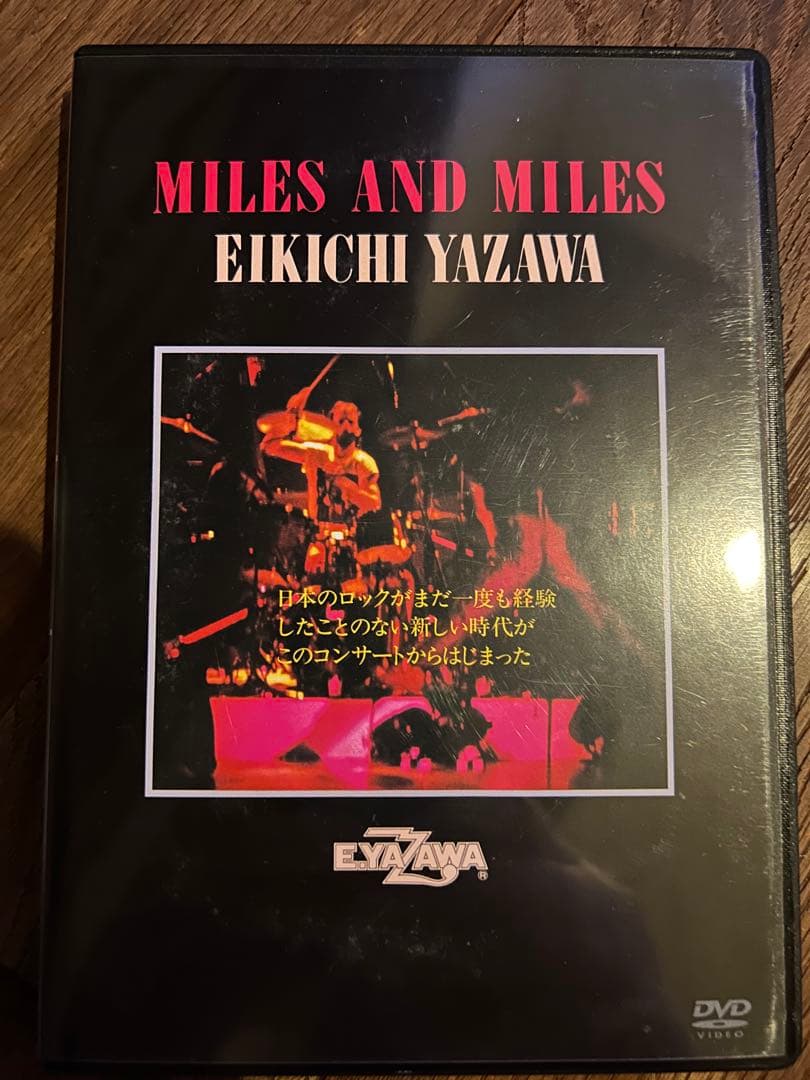 MILES AND MILES
EIKICHI YAZAWA
日本のロックがまだ一度も経験
したことのない新しい時代が
このコンサートからはじまった
E.YAZAWA®
DVD
VIDEO